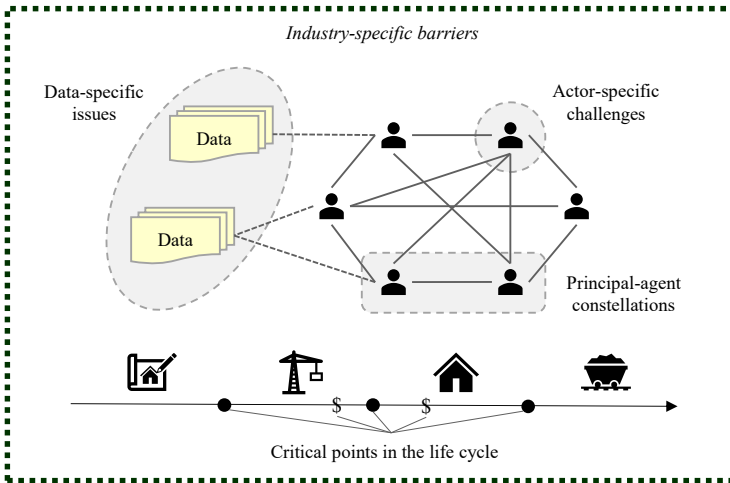 Industry-specific barriers
Data-specific
issues
Actor-specific
challenges
Data
Data
Principal-agent
constellations
$
$
Critical points in the life cycle